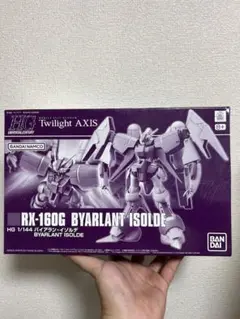 HG
UNIVERSAL CENTURY
Twilight AXIS
BANDAI NAMCO
RX-160G BYARLANT ISOLDE
HG 1/144 バイアラン・イゾルデ
BYARLANT ISOLDE
BANDAI